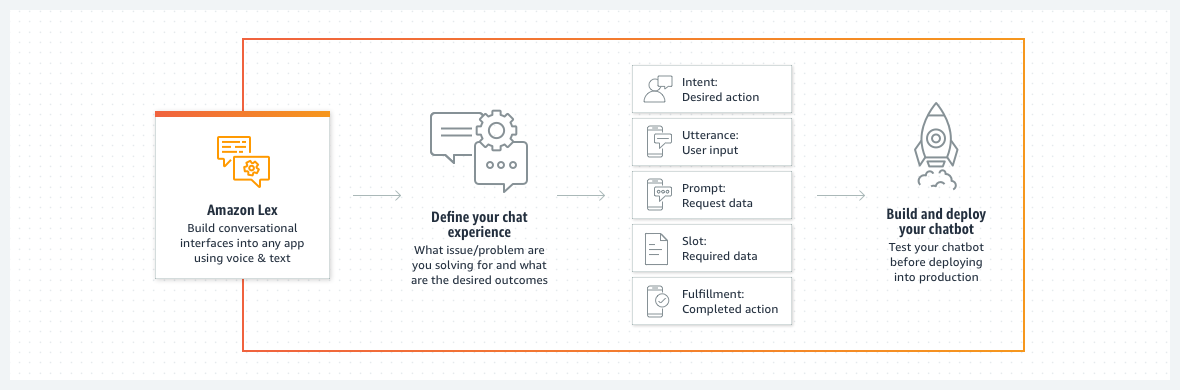 Amazon Lex
Build conversational
interfaces into any app
using voice & text
Define your chat
experience
What issue/problem are
you solving for and what
are the desired outcomes
Intent:
Desired action
Utterance:
User input
Prompt:
Request data
Slot:
Required data
Fulfillment:
Completed action
Build and deploy
your chatbot
Test your chatbot
before deploying
into production